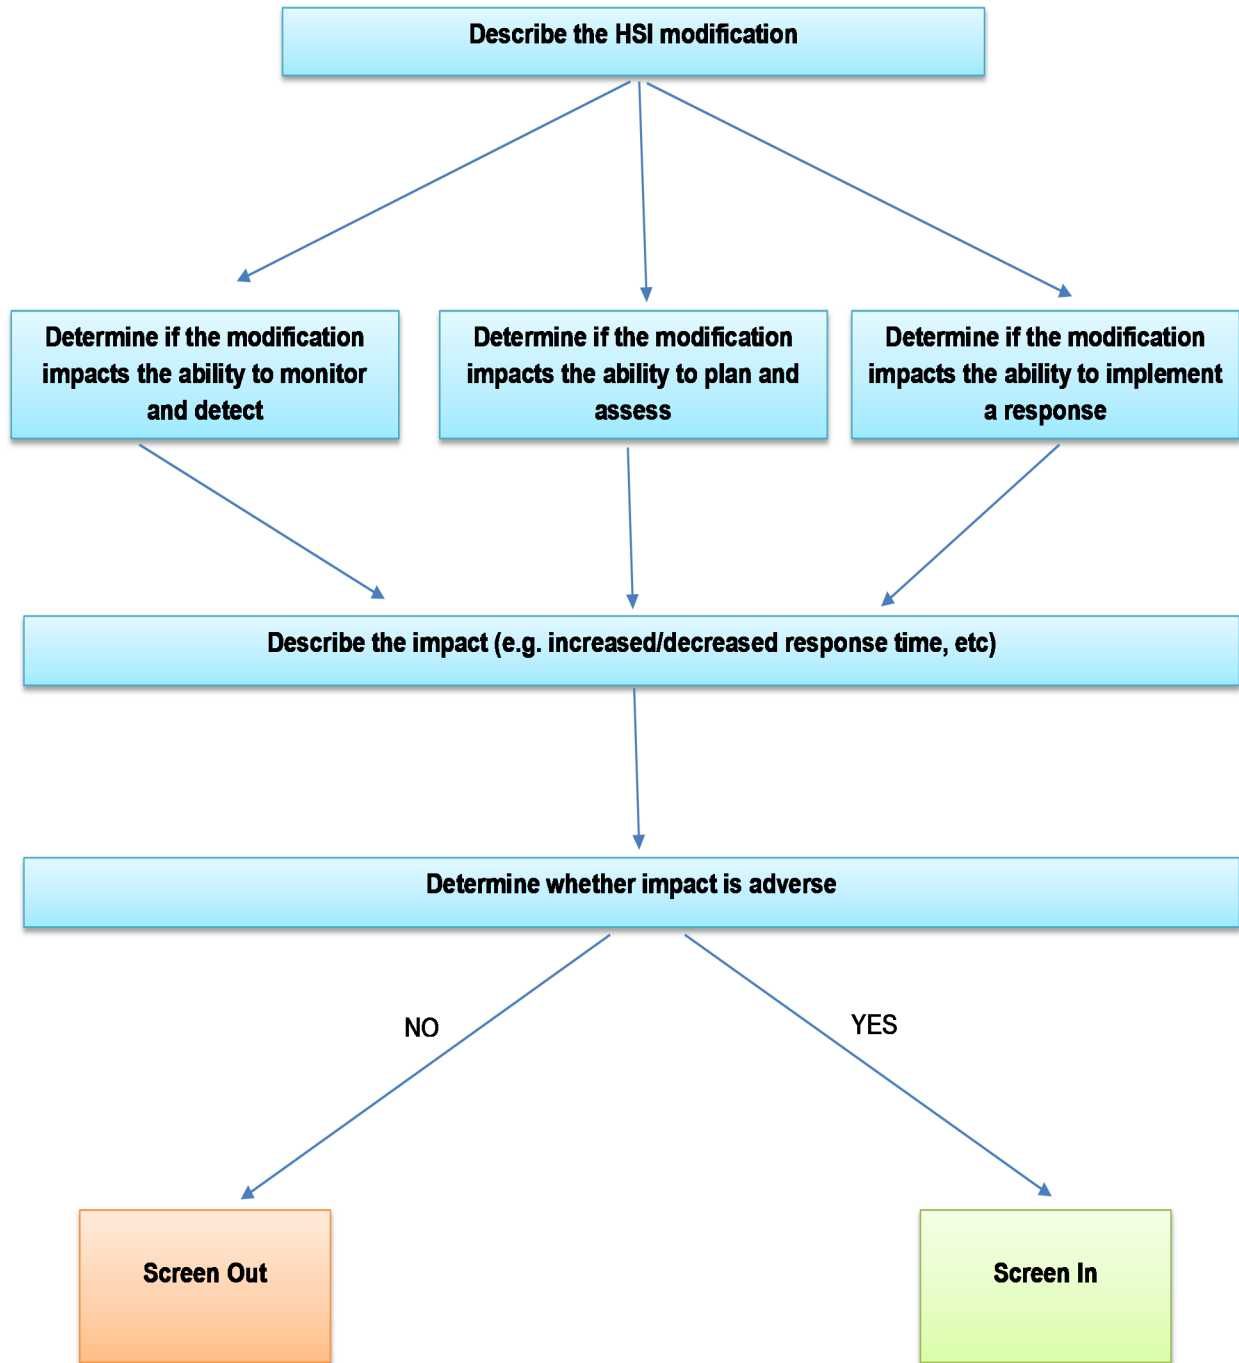 Describe the HSI modification
Determine if the modification
impacts the ability to monitor
and detect
Determine if the modification
impacts the ability to plan and
assess
Determine if the modification
impacts the ability to implement
a response
Describe the impact (e.g. increased/decreased response time, etc)
Determine whether impact is adverse
NO
YES
Screen Out
Screen In